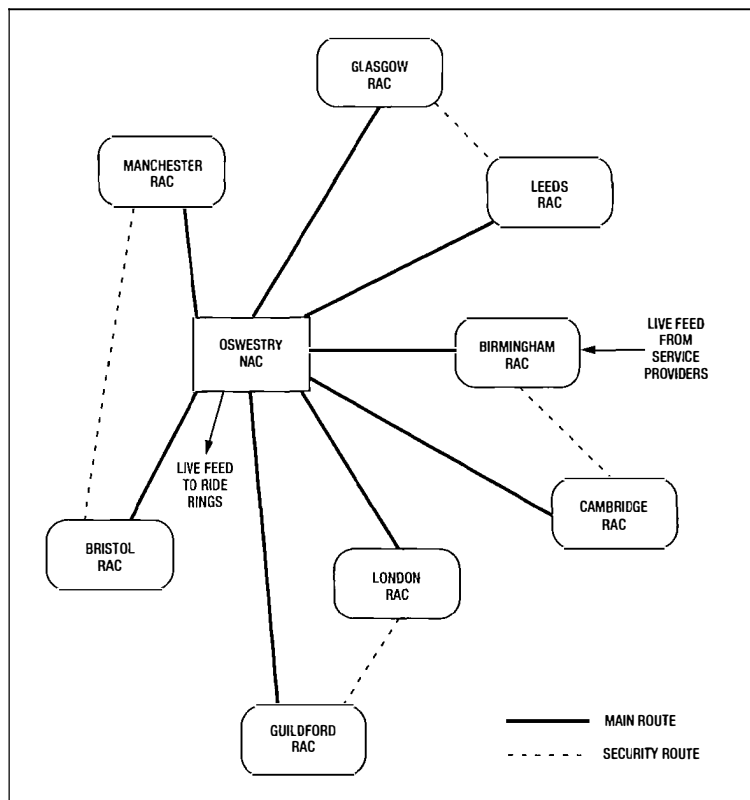 GLASGOW
RAC
MANCHESTER
RAC
LEEDS
RAC
OSWESTRY
NAC
BIRMINGHAM
RAC
LIVE FEED
FROM
SERVICE
PROVIDERS
LIVE FEED
TO RIDE
RINGS
CAMBRIDGE
RAC
BRISTOL
RAC
LONDON
RAC
GUILDFORD
RAC
MAIN ROUTE
SECURITY ROUTE